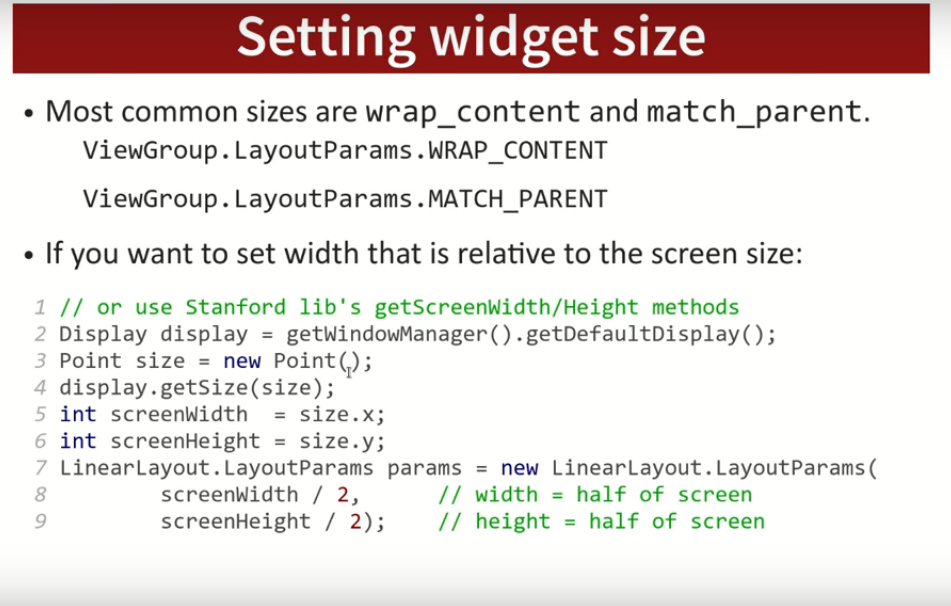 Setting widget size
• Most common sizes are wrap_content and match_parent.
ViewGroup.LayoutParams.WRAP_CONTENT
ViewGroup.LayoutParams.MATCH_PARENT
• If you want to set width that is relative to the screen size:
1 // or use Stanford lib's getScreenWidth/Height methods
2 Display display = getWindowManager().getDefaultDisplay();
3 Point size = new Point();
4 display.getSize(size);
5 int screenWidth  = size.x;
6 int screenHeight = size.y;
7 LinearLayout.LayoutParams params = new LinearLayout.LayoutParams(
8         screenWidth / 2,      // width = half of screen
9         screenHeight / 2);    // height = half of screen